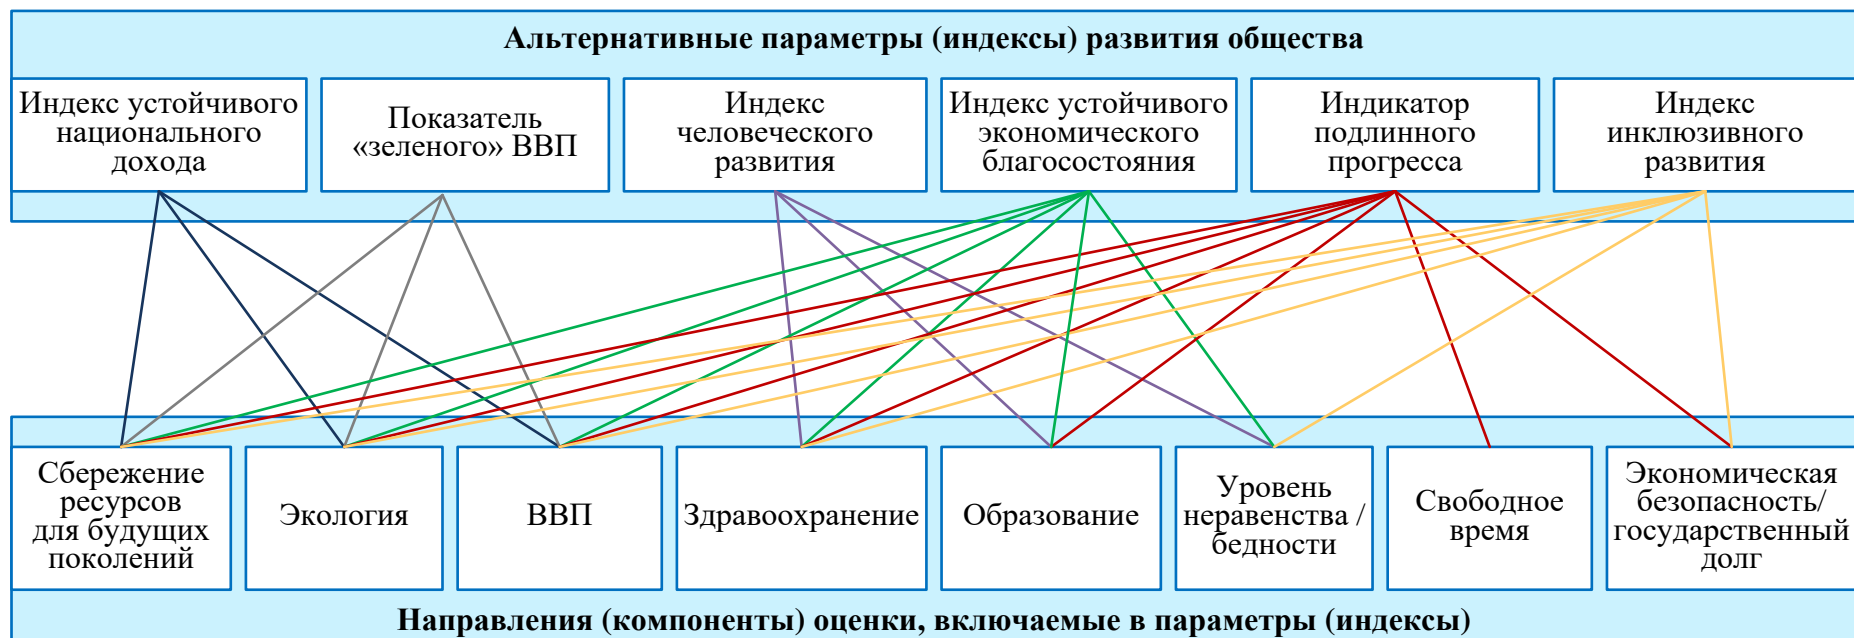 Альтернативные параметры (индексы) развития общества
Индекс устойчивого
национального
дохода
Показатель
«зеленого» ВВП
Индекс
человеческого
развития
Индекс устойчивого
экономического
благосостояния
Индикатор
подлинного
прогресса
Индекс
инклюзивного
развития
Сбережение
ресурсов
для будущих
поколений
Экология
ВВП
Здравоохранение
Образование
Уровень
неравенства /
бедности
Свободное
время
Экономическая
безопасность/
государственный
долг
Направления (компоненты) оценки, включаемые в параметры (индексы)